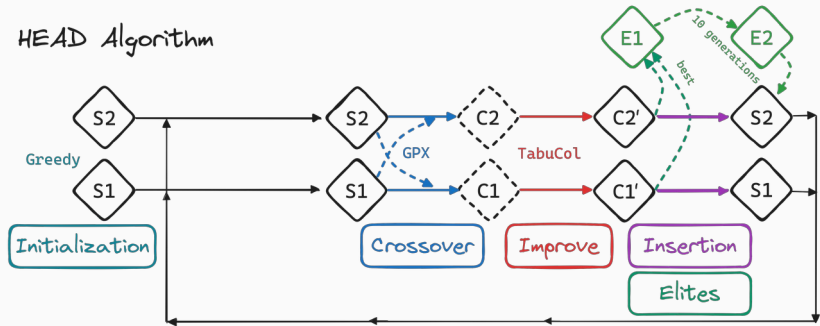 HEAD Algorithm
E1
10 generations
E2
best
S2
S2
C2
C2'
S2
Greedy
GPX
TabuCol
S1
S1
C1
C1'
S1
Initialization
Crossover
Improve
Insertion
Elites